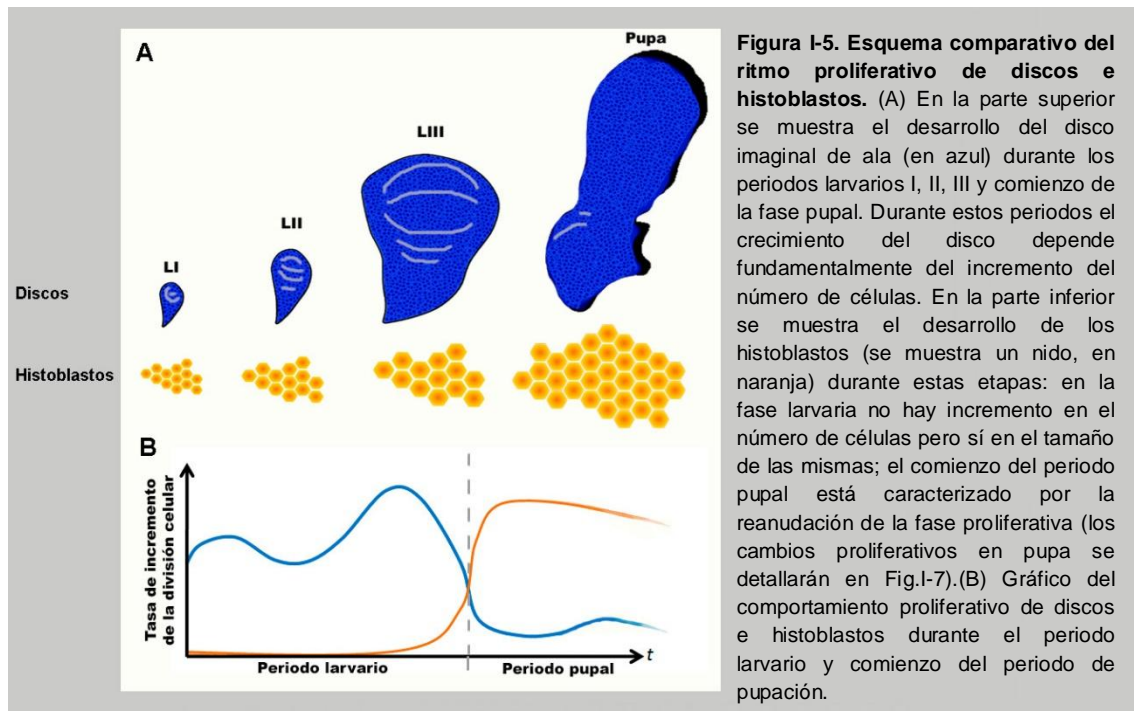 A
Pupa
LIII
LII
LI
Discos
Histoblastos
B
Tasa de incremento
de la división celular
Periodo larvario
Periodo pupal
t
Figura I-5. Esquema comparativo del
ritmo proliferativo de discos e
histoblastos. (A) En la parte superior
se muestra el desarrollo del disco
imaginal de ala (en azul) durante los
periodos larvarios I, II, III y comienzo de
la fase pupal. Durante estos periodos el
crecimiento del disco depende
fundamentalmente del incremento del
número de células. En la parte inferior
se muestra el desarrollo de los
histoblastos (se muestra un nido, en
naranja) durante estas etapas: en la
fase larvaria no hay incremento en el
número de células pero sí en el tamaño
de las mismas; el comienzo del periodo
pupal está caracterizado por la
reanudación de la fase proliferativa (los
cambios proliferativos en pupa se
detallarán en Fig.I-7).(B) Gráfico del
comportamiento proliferativo de discos
e histoblastos durante el periodo
larvario y comienzo del periodo de
pupación.